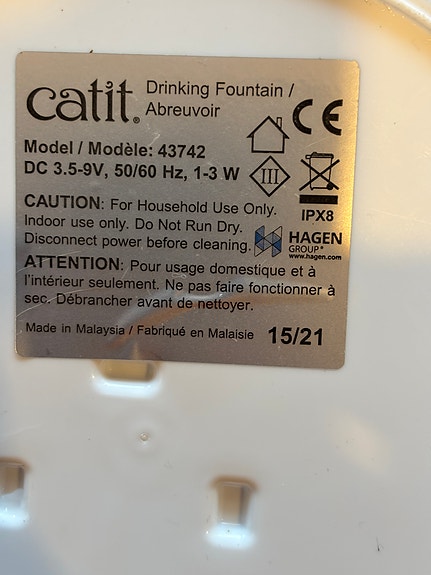 catit®
Drinking Fountain /
Abreuvoir
CE
Model / Modèle: 43742
DC 3.5-9V, 50/60 Hz, 1-3 W
III
IPX8
CAUTION: For Household Use Only.
Indoor use only. Do Not Run Dry.
Disconnect power before cleaning.
HAGEN
GROUP®
www.hagen.com
ATTENTION: Pour usage domestique et à
l'intérieur seulement. Ne pas faire fonctionner à
sec. Débrancher avant de nettoyer.
Made in Malaysia / Fabriqué en Malaisie 15/21